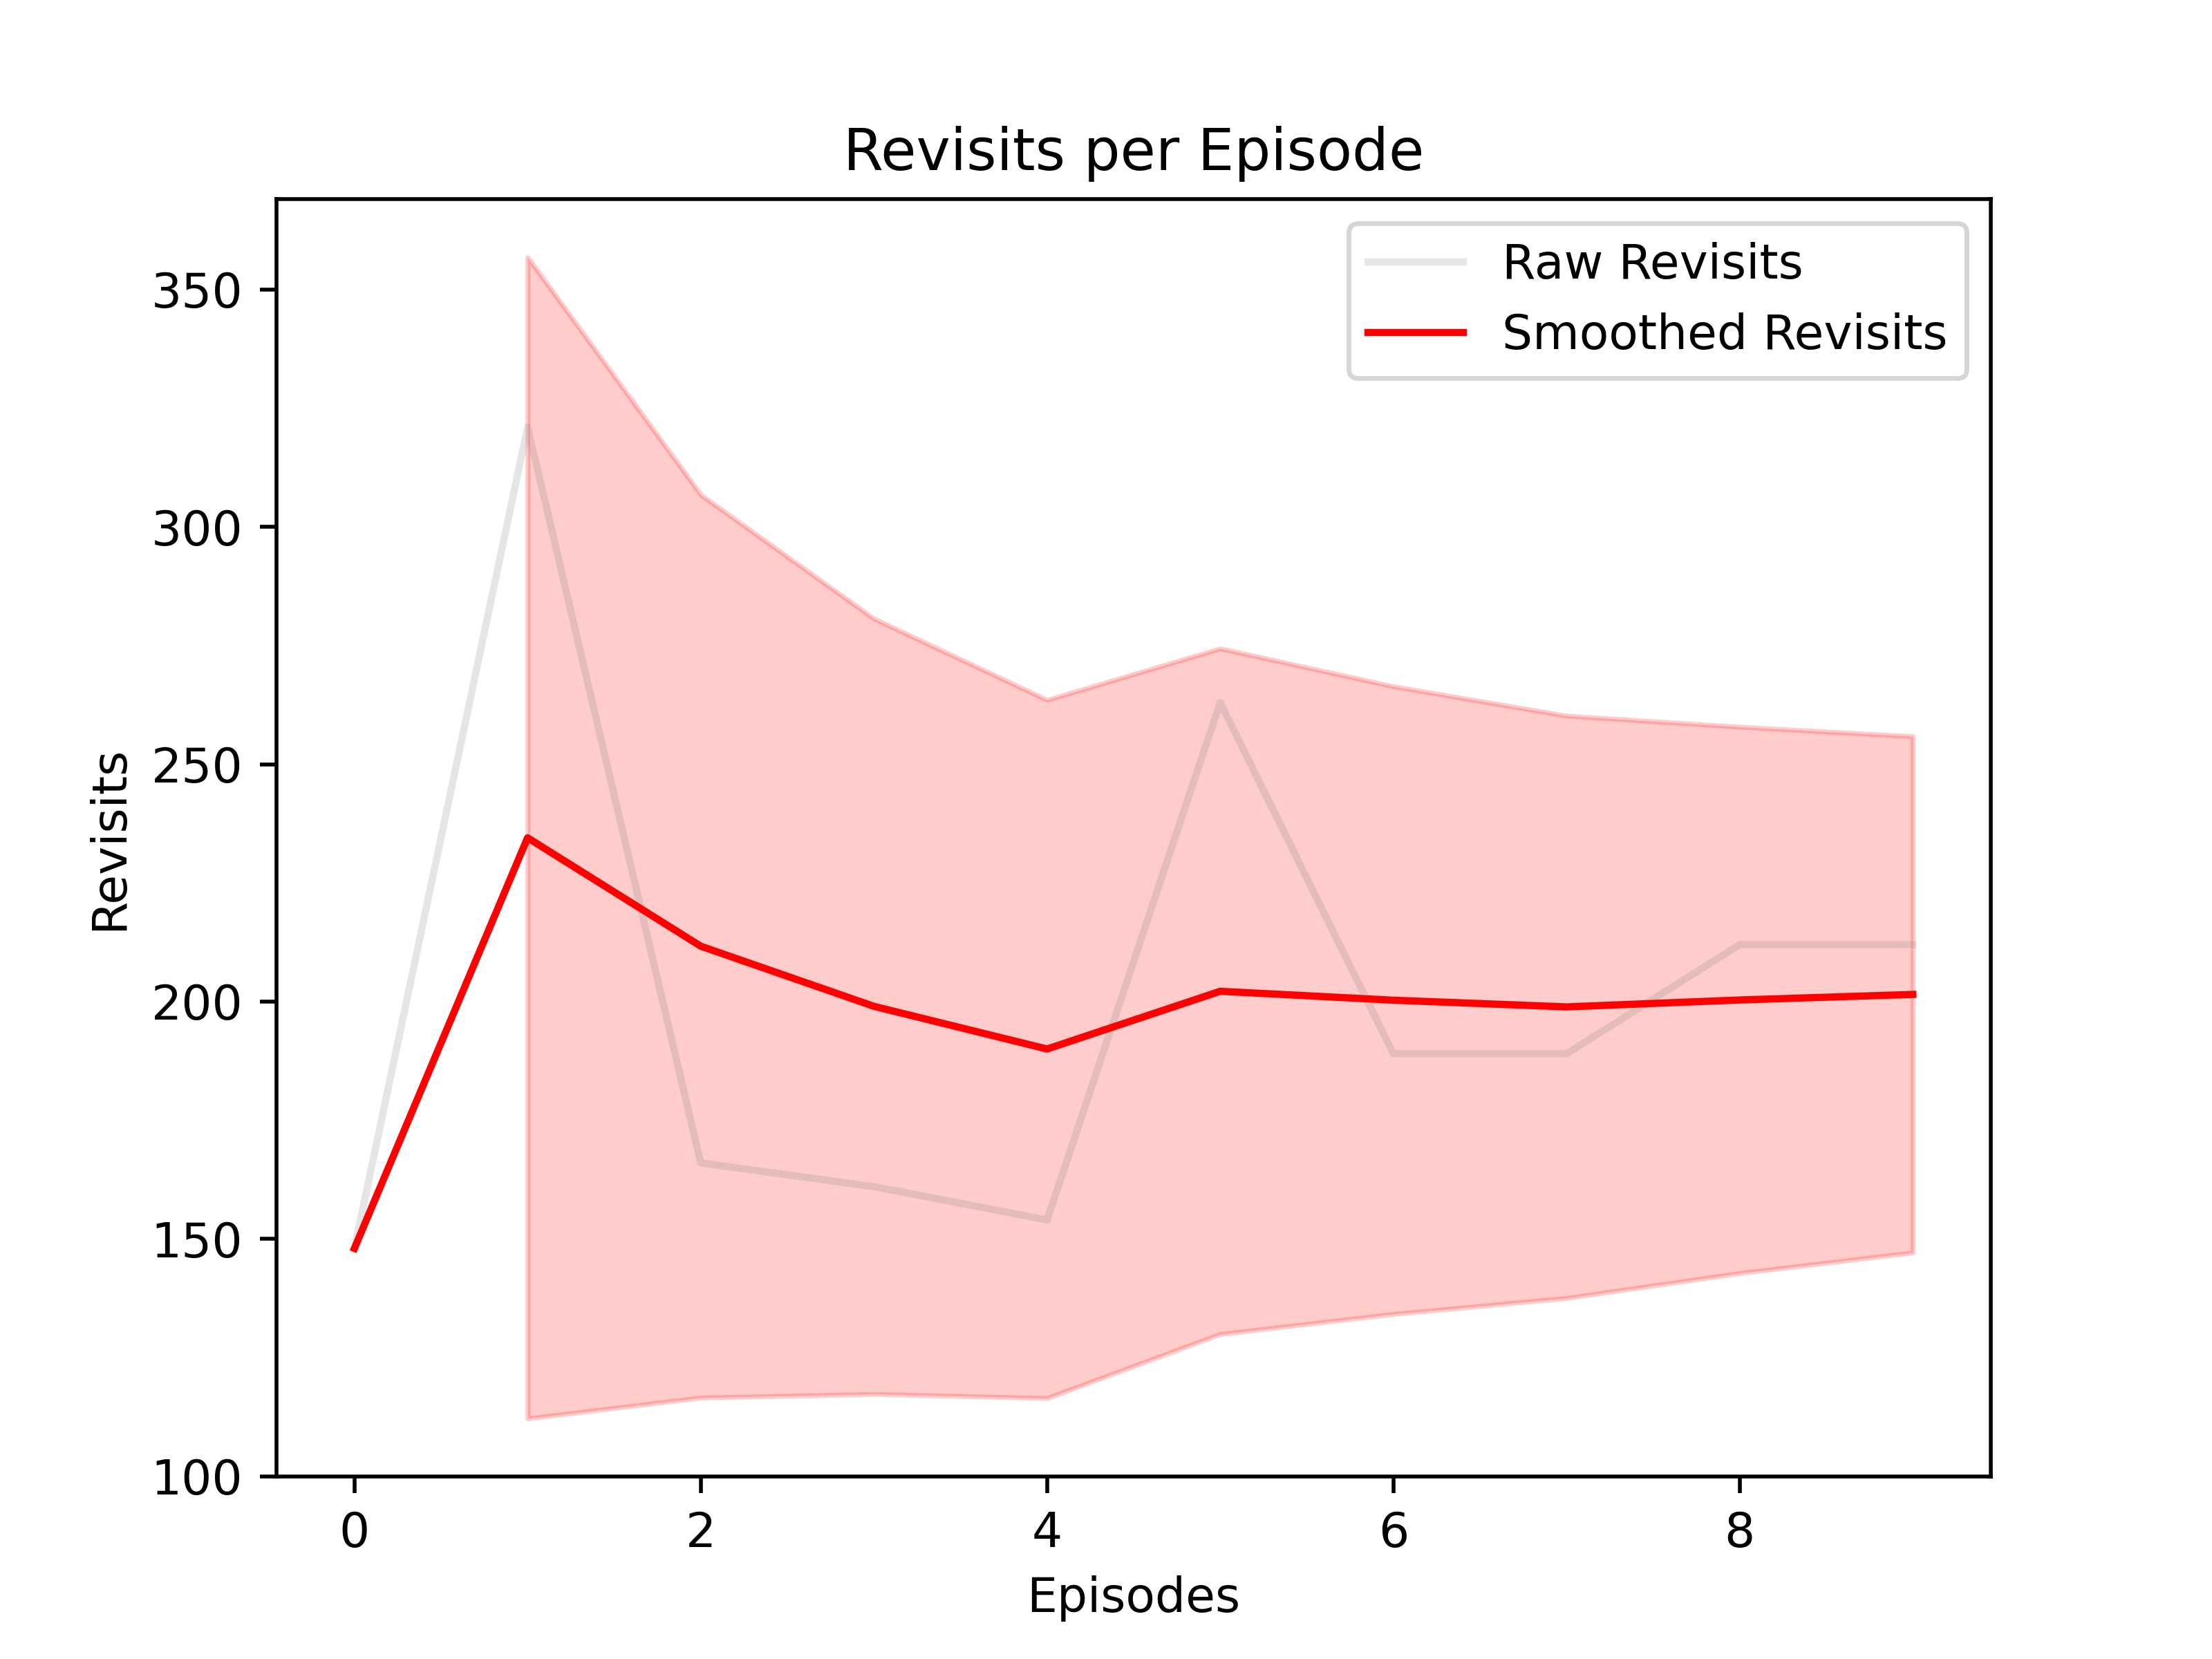 Revisits per Episode
Raw Revisits
Smoothed Revisits
350
300
250
200
150
100
Revisits
0 2 4 6 8
Episodes